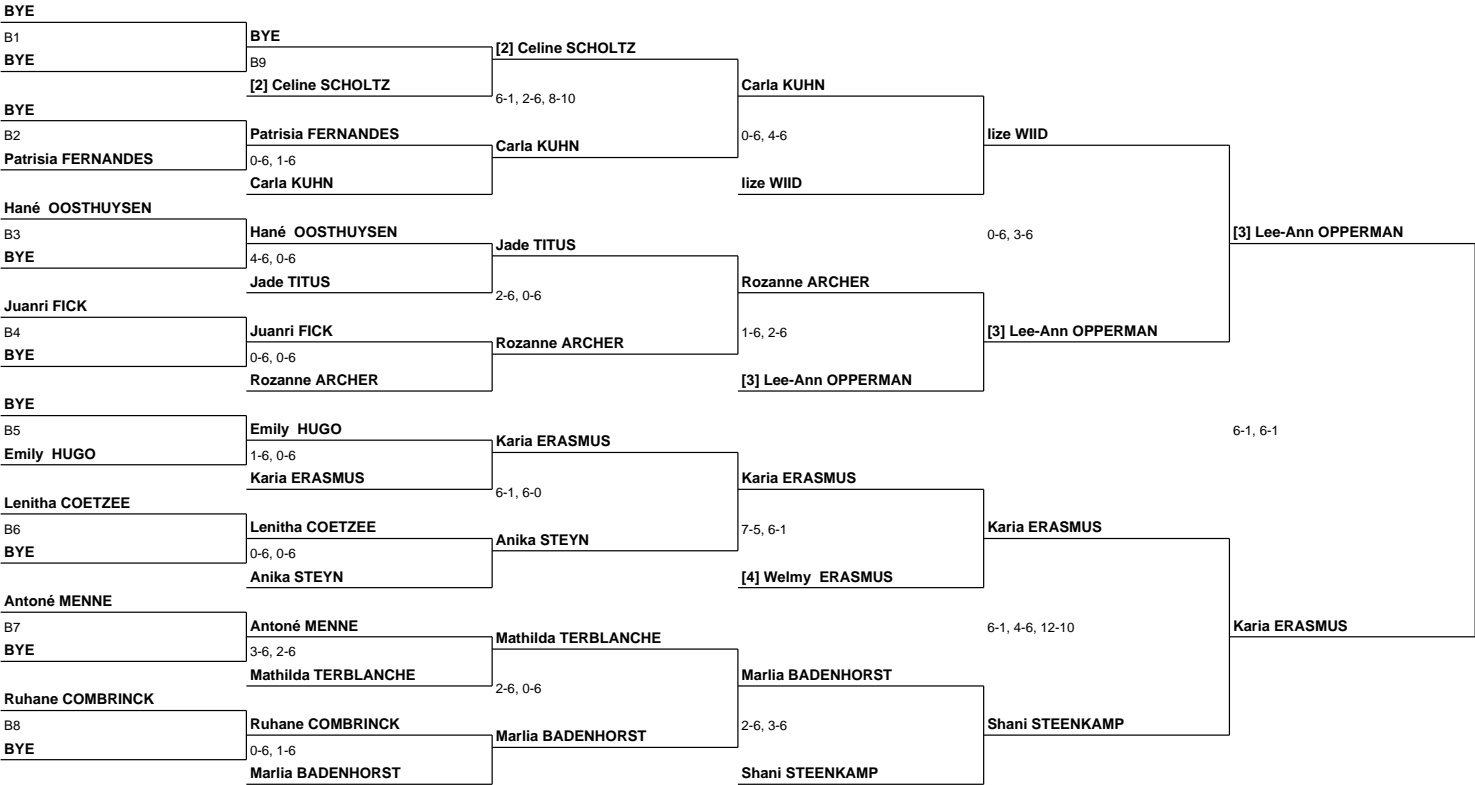 BYE
B1
BYE
BYE
B2
Patrisia FERNANDES
Hané  OOSTHUYSEN
B3
BYE
Juanri FICK
B4
BYE
BYE
B5
Emily  HUGO
Lenitha COETZEE
B6
BYE
Antoné MENNE
B7
BYE
Ruhane COMBRINCK
B8
BYE
BYE
B9
[2] Celine SCHOLTZ
Patrisia FERNANDES
0-6, 1-6
Carla KUHN
Hané  OOSTHUYSEN
4-6, 0-6
Jade TITUS
Juanri FICK
0-6, 0-6
Rozanne ARCHER
Emily  HUGO
1-6, 0-6
Karia ERASMUS
Lenitha COETZEE
0-6, 0-6
Anika STEYN
Antoné MENNE
3-6, 2-6
Mathilda TERBLANCHE
Ruhane COMBRINCK
0-6, 1-6
Marlia BADENHORST
[2] Celine SCHOLTZ
6-1, 2-6, 8-10
Carla KUHN
Jade TITUS
2-6, 0-6
Rozanne ARCHER
Karia ERASMUS
6-1, 6-0
Anika STEYN
Mathilda TERBLANCHE
2-6, 0-6
Marlia BADENHORST
Carla KUHN
0-6, 4-6
lize WIID
Rozanne ARCHER
1-6, 2-6
[3] Lee-Ann OPPERMAN
Karia ERASMUS
7-5, 6-1
[4] Welmy  ERASMUS
Marlia BADENHORST
2-6, 3-6
Shani STEENKAMP
lize WIID
0-6, 3-6
[3] Lee-Ann OPPERMAN
Karia ERASMUS
6-1, 4-6, 12-10
Shani STEENKAMP
[3] Lee-Ann OPPERMAN
6-1, 6-1
Karia ERASMUS